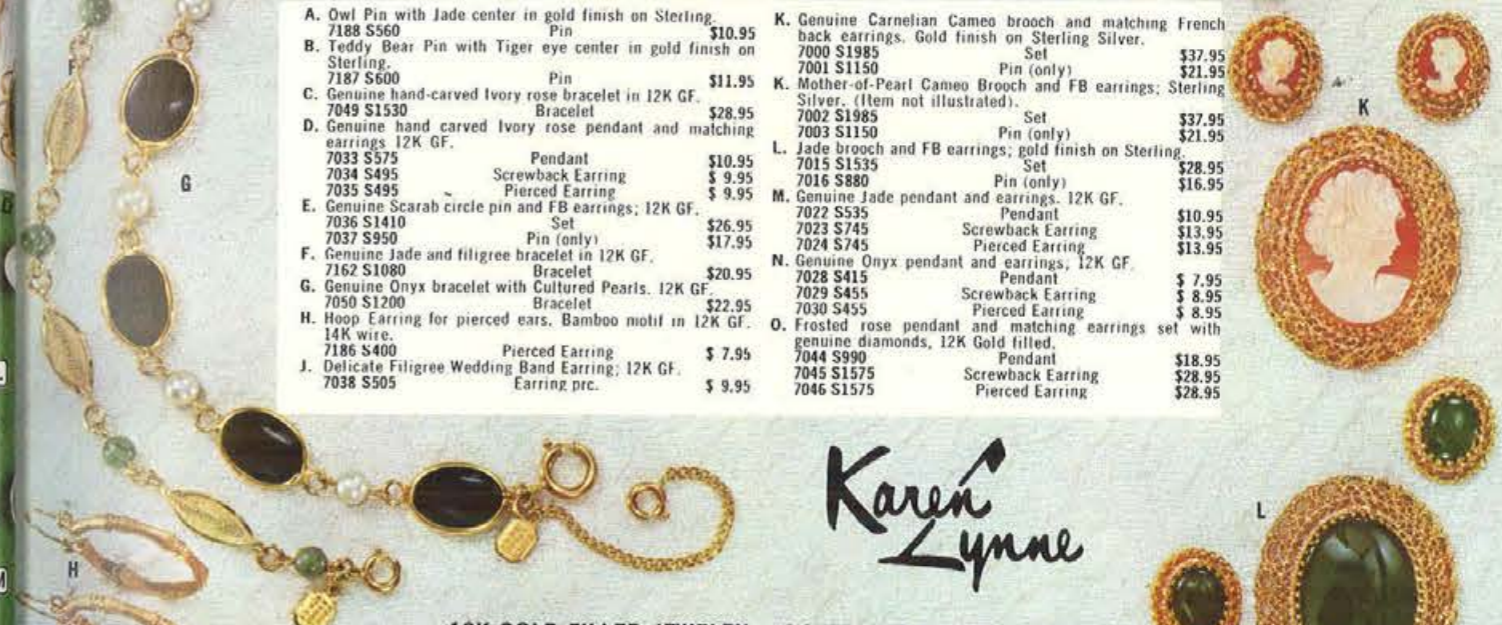 A. Owl Pin with Jade center in gold finish on Sterling.
7188 S560 Pin $10.95
B. Teddy Bear Pin with Tiger eye center in gold finish on
Sterling.
7187 S600 Pin $11.95
C. Genuine hand-carved Ivory rose bracelet in 12K GF.
7049 S1530 Bracelet $28.95
D. Genuine hand carved Ivory rose pendant and matching
earrings 12K GF.
7033 S575 Pendant $10.95
7034 S495 Screwback Earring $ 9.95
7035 S495 Pierced Earring $ 9.95
E. Genuine Scarab circle pin and FB earrings; 12K GF.
7036 S1410 Set $26.95
7037 S950 Pin (only) $17.95
F. Genuine Jade and filigree bracelet in 12K GF.
7162 S1080 Bracelet $20.95
G. Genuine Onyx bracelet with Cultured Pearls. 12K GF.
7050 S1200 Bracelet $22.95
H. Hoop Earring for pierced ears. Bamboo motif in 12K GF.
14K wire.
7186 S400 Pierced Earring $ 7.95
J. Delicate Filigree Wedding Band Earring; 12K GF.
7038 S505 Earring prc. $ 9.95
K. Genuine Carnelian Cameo brooch and matching French
back earrings. Gold finish on Sterling Silver.
7000 S1985 Set $37.95
7001 S1150 Pin (only) $21.95
K. Mother-of-Pearl Cameo Brooch and FB earrings; Sterling
Silver. (Item not illustrated).
7002 S1985 Set $37.95
7003 S1150 Pin (only) $21.95
L. Jade brooch and FB earrings; gold finish on Sterling.
7015 S1535 Set $28.95
7016 S880 Pin (only) $16.95
M. Genuine Jade pendant and earrings. 12K GF.
7022 S535 Pendant $10.95
7023 S745 Screwback Earring $13.95
7024 S745 Pierced Earring $13.95
N. Genuine Onyx pendant and earrings; 12K GF.
7028 S415 Pendant $ 7.95
7029 S455 Screwback Earring $ 8.95
7030 S455 Pierced Earring $ 8.95
O. Frosted rose pendant and matching earrings set with
genuine diamonds, 12K Gold filled.
7044 S990 Pendant $18.95
7045 S1575 Screwback Earring $28.95
7046 S1575 Pierced Earring $28.95
F
G
H
K
L
Karen
Lynne